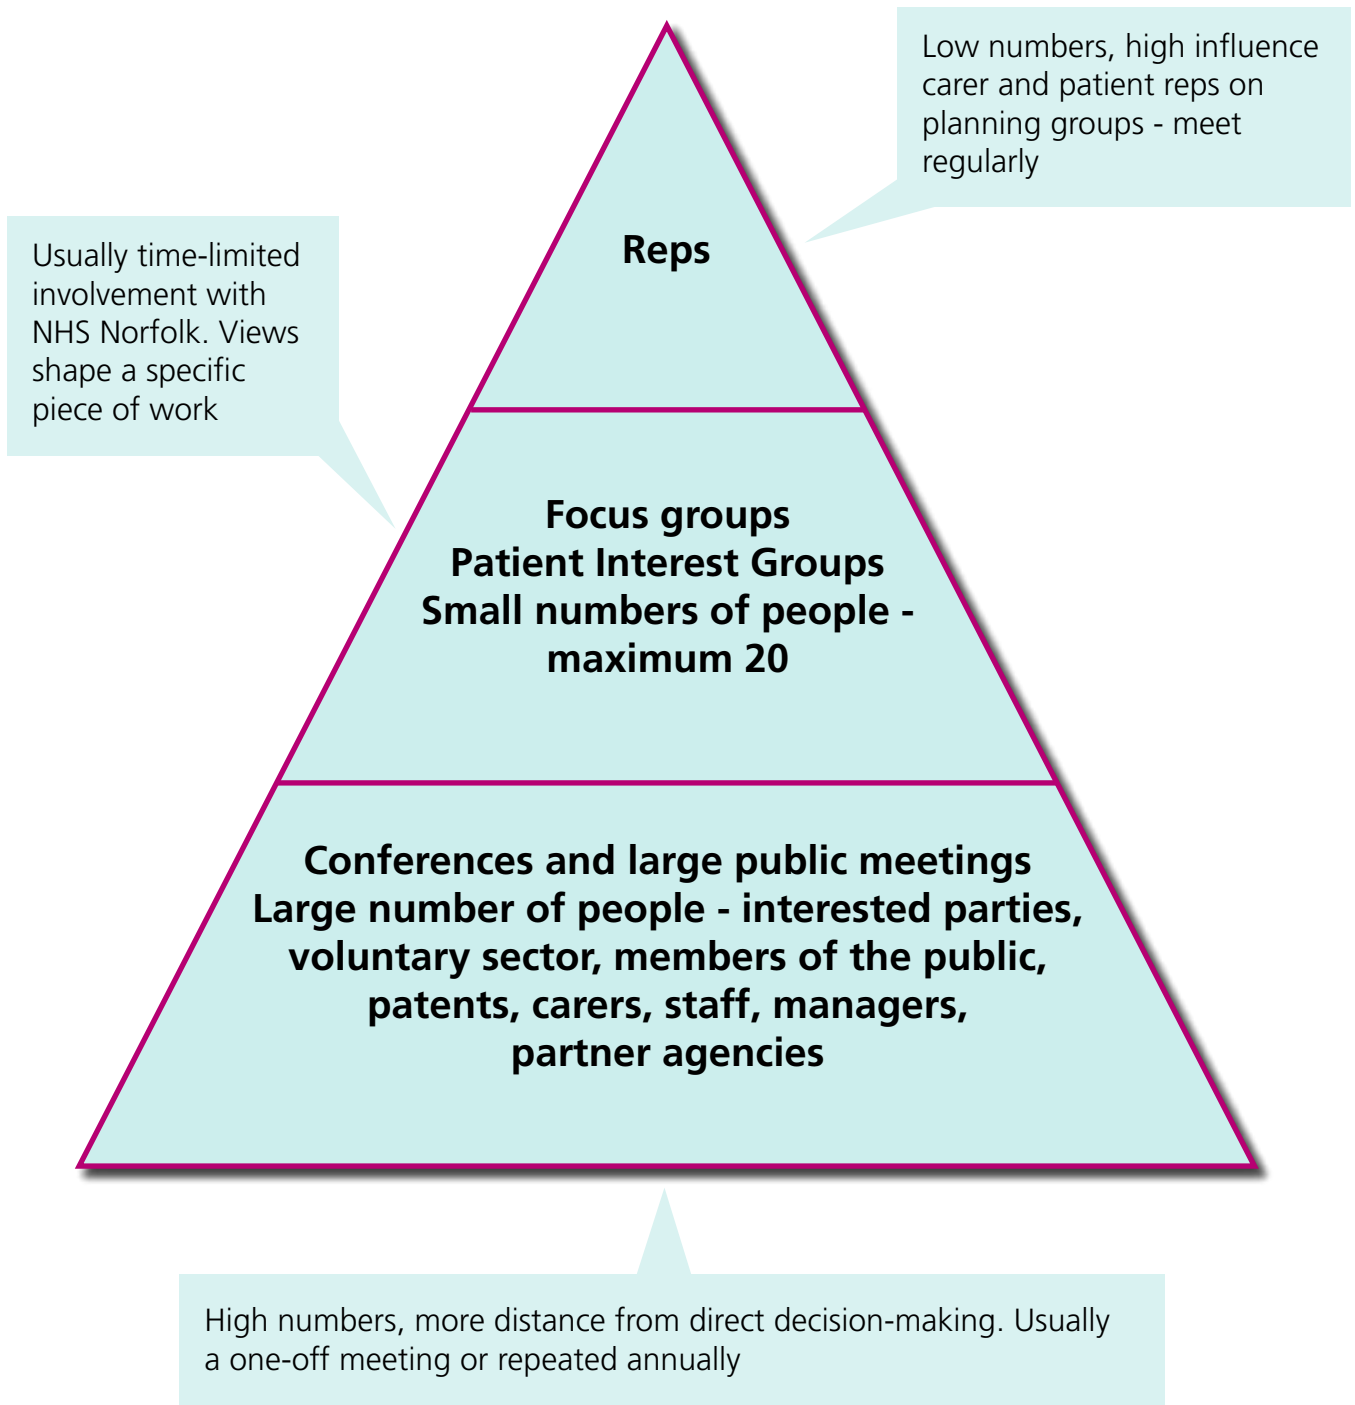 Low numbers, high influence
carer and patient reps on
planning groups - meet
regularly
Reps
Usually time-limited
involvement with
NHS Norfolk. Views
shape a specific
piece of work
Focus groups
Patient Interest Groups
Small numbers of people -
maximum 20
Conferences and large public meetings
Large number of people - interested parties,
voluntary sector, members of the public,
patents, carers, staff, managers,
partner agencies
High numbers, more distance from direct decision-making. Usually
a one-off meeting or repeated annually